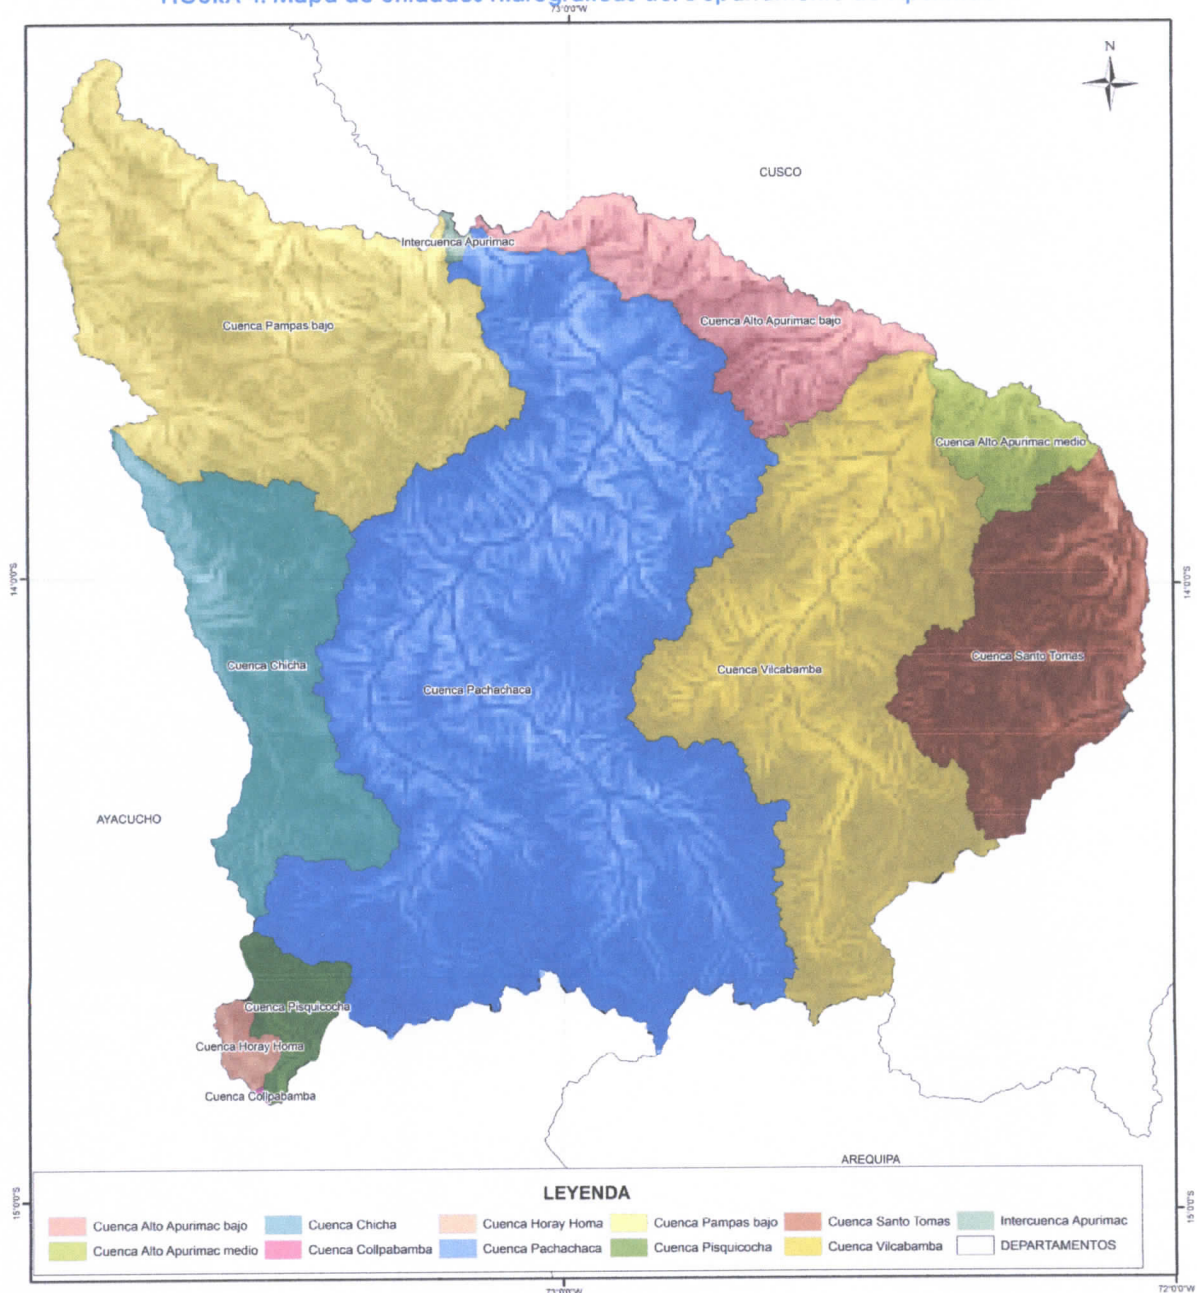 73°0'0"W
N
CUSCO
Intercuenca Apurimac
Cuenca Pampas bajo
Cuenca Alto Apurimac bajo
Cuenca Alto Apurimac medio
14°0'0"S
14°0'0"S
Cuenca Chicha
Cuenca Pachachaca
Cuenca Vilcabamba
Cuenca Santo Tomas
AYACUCHO
Cuenca Pisquicocha
Cuenca Horay Homa
Cuenca Collpabamba
AREQUIPA
LEYENDA
Cuenca Alto Apurimac bajo
Cuenca Chicha
Cuenca Horay Homa
Cuenca Pampas bajo
Cuenca Santo Tomas
Intercuenca Apurimac
Cuenca Alto Apurimac medio
Cuenca Collpabamba
Cuenca Pachachaca
Cuenca Pisquicocha
Cuenca Vilcabamba
DEPARTAMENTOS
15°0'0"S
15°0'0"S
73°0'0"W
72°0'0"W